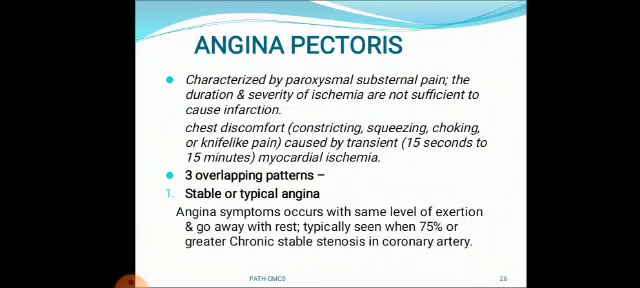 ANGINA PECTORIS
Characterized by paroxysmal substernal pain; the
duration & severity of ischemia are not sufficient to
cause infarction.
chest discomfort (constricting, squeezing, choking,
or knifelike pain) caused by transient (15 seconds to
15 minutes) myocardial ischemia.
3 overlapping patterns –
1. Stable or typical angina
Angina symptoms occurs with same level of exertion
& go away with rest; typically seen when 75% or
greater Chronic stable stenosis in coronary artery.
PATH-GMCS 26